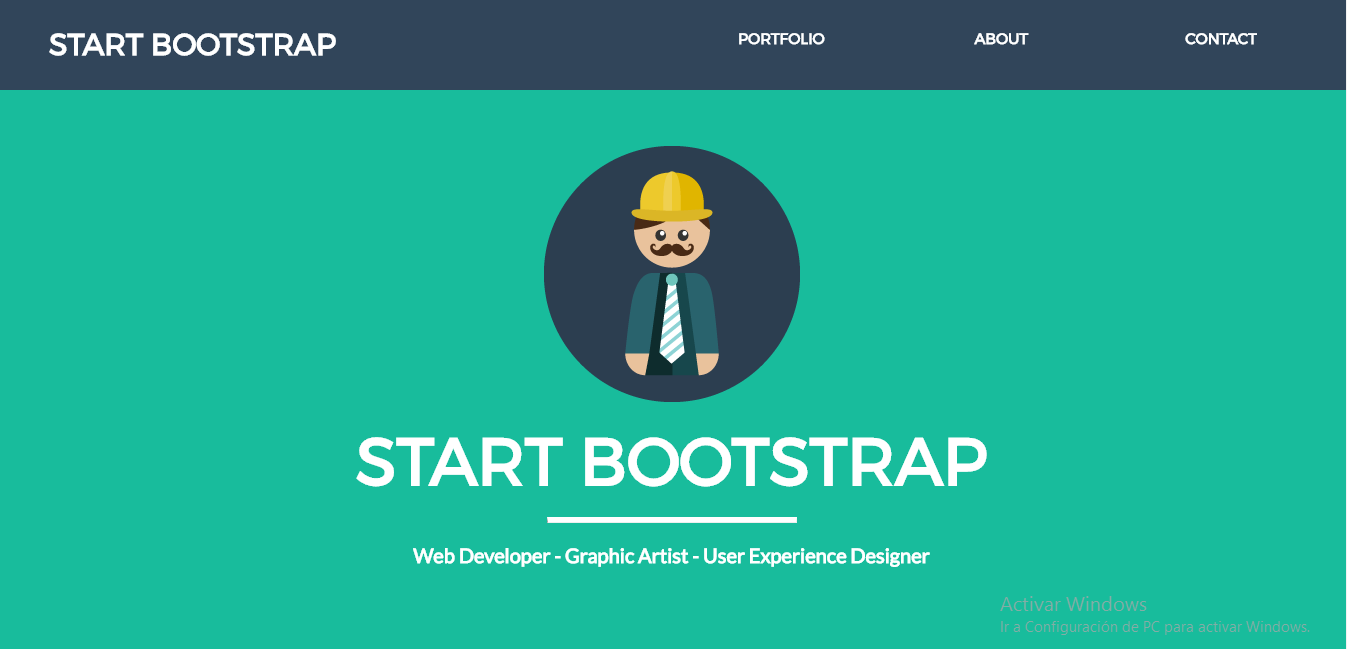 START BOOTSTRAP
PORTFOLIO
ABOUT
CONTACT
START BOOTSTRAP
Web Developer - Graphic Artist - User Experience Designer
Activar Windows
Ir a Configuración de PC para activar Windows.